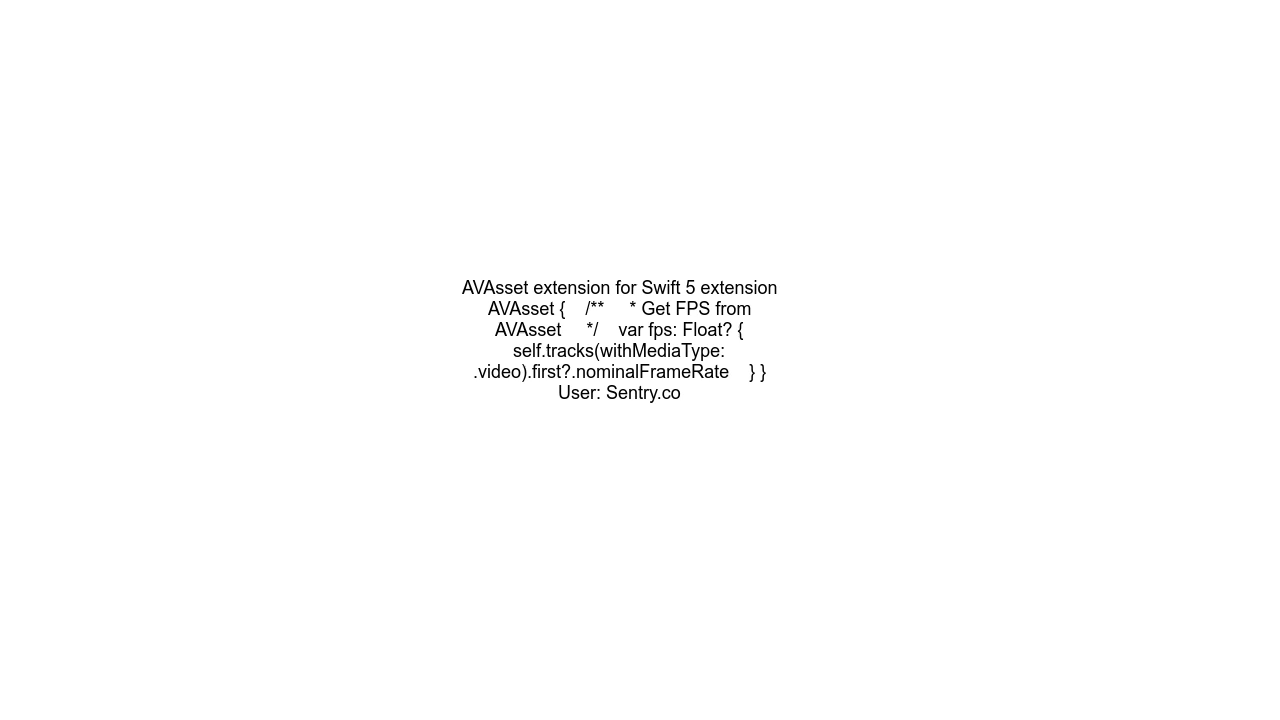 AVAsset extension for Swift 5 extension
AVAsset {    /**     * Get FPS from
AVAsset     */    var fps: Float? {
self.tracks(withMediaType:
.video).first?.nominalFrameRate    } }
User: Sentry.co